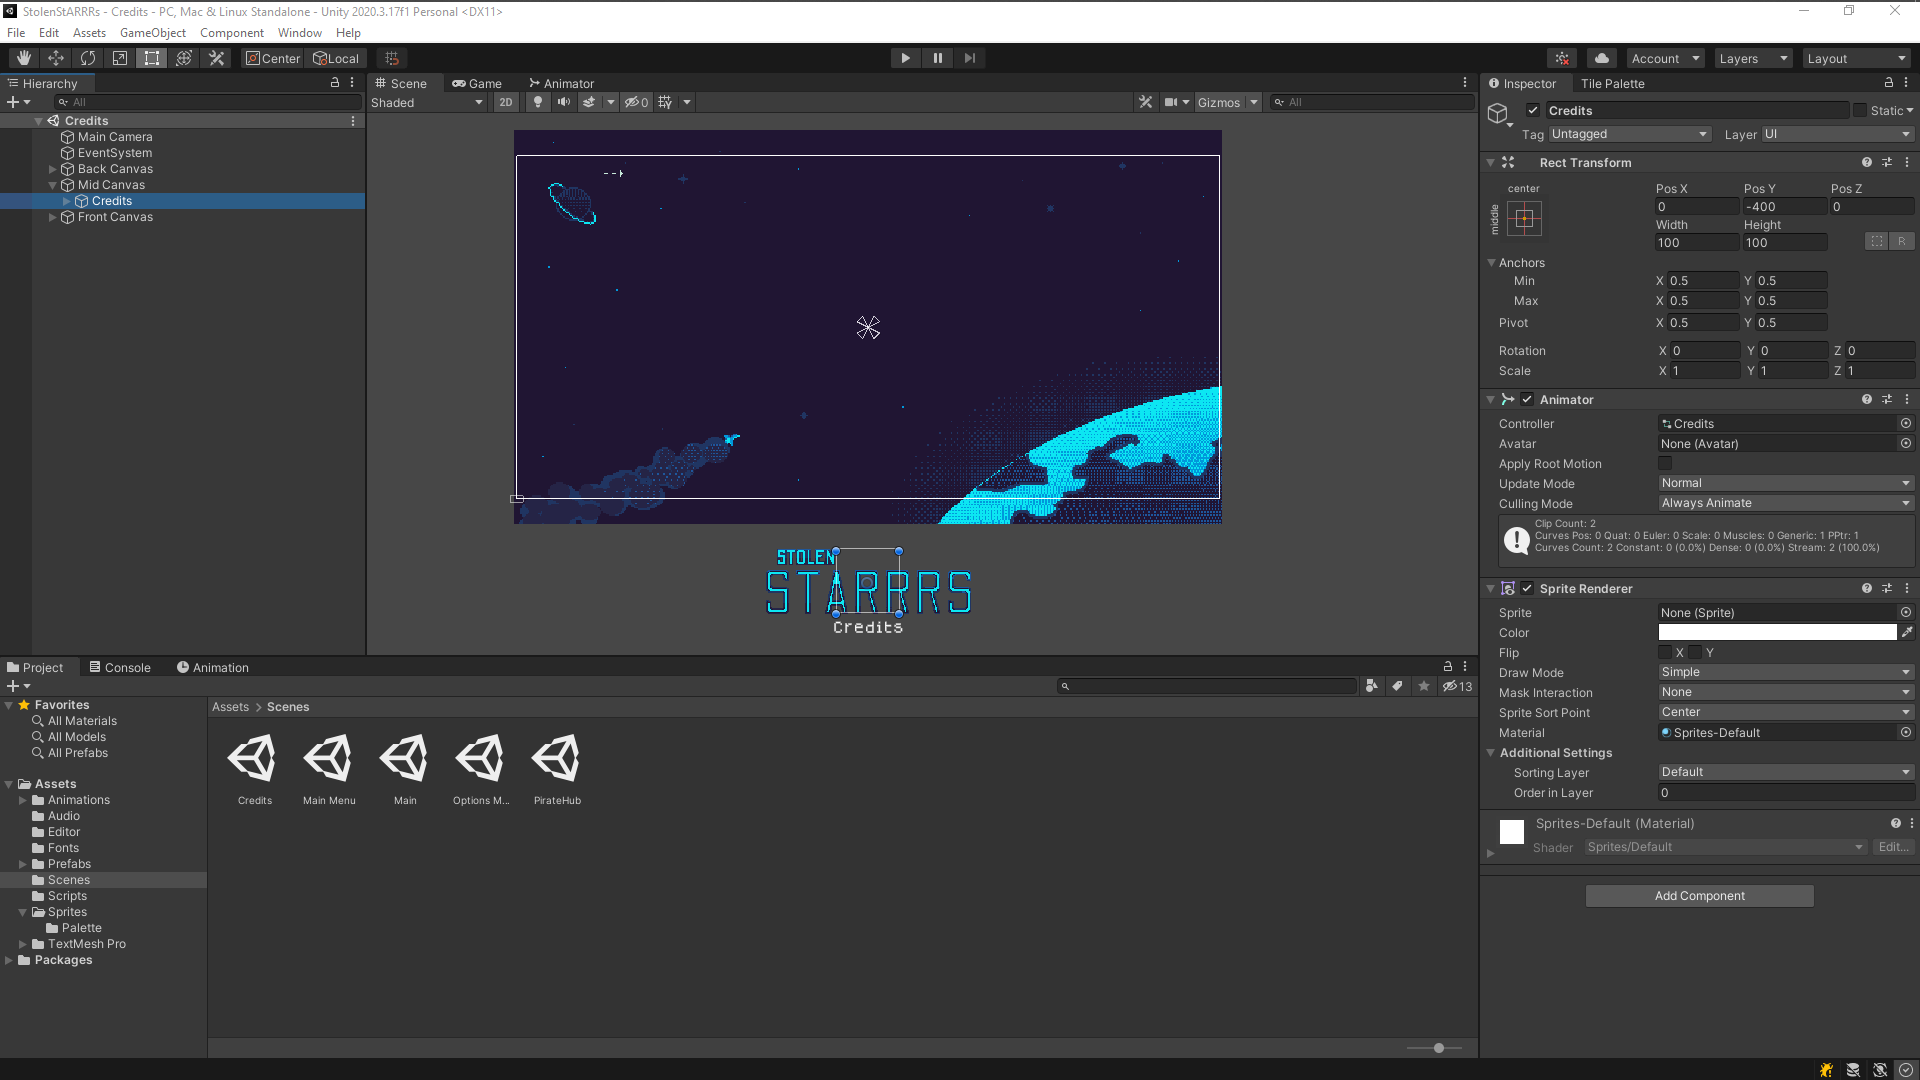 StolenStARRRs - Credits - PC, Mac & Linux Standalone - Unity 2020.3.17f1 Personal <DX11>
File Edit Assets GameObject Component Window Help
Center Local Account Layers Layout
Hierarchy
All
Credits
Main Camera
EventSystem
Back Canvas
Mid Canvas
Credits
Front Canvas
Scene Game Animator
Shaded 2D 0 Gizmos All
STOLEN
STARRRS
Credits
Inspector Tile Palette
Credits Static
Tag Untagged Layer UI
Rect Transform
center
middle
Pos X Pos Y Pos Z
0 -400 0
Width Height
100 100 R
Anchors
Min X 0.5 Y 0.5
Max X 0.5 Y 0.5
Pivot X 0.5 Y 0.5
Rotation X 0 Y 0 Z 0
Scale X 1 Y 1 Z 1
Animator
Controller Credits
Avatar None (Avatar)
Apply Root Motion
Update Mode Normal
Culling Mode Always Animate
Clip Count: 2
Curves Pos: 0 Quat: 0 Euler: 0 Scale: 0 Muscles: 0 Generic: 1 PPtr: 1
Curves Count: 2 Constant: 0 (0.0%) Dense: 0 (0.0%) Stream: 2 (100.0%)
Sprite Renderer
Sprite None (Sprite)
Color
Flip X Y
Draw Mode Simple
Mask Interaction None
Sprite Sort Point Center
Material Sprites-Default
Additional Settings
Sorting Layer Default
Order in Layer 0
Sprites-Default (Material)
Shader Sprites/Default Edit...
Add Component
Project Console Animation
13
Favorites
All Materials
All Models
All Prefabs
Assets
Animations
Audio
Editor
Fonts
Prefabs
Scenes
Scripts
Sprites
Palette
TextMesh Pro
Packages
Assets > Scenes
Credits Main Menu Main Options M... PirateHub